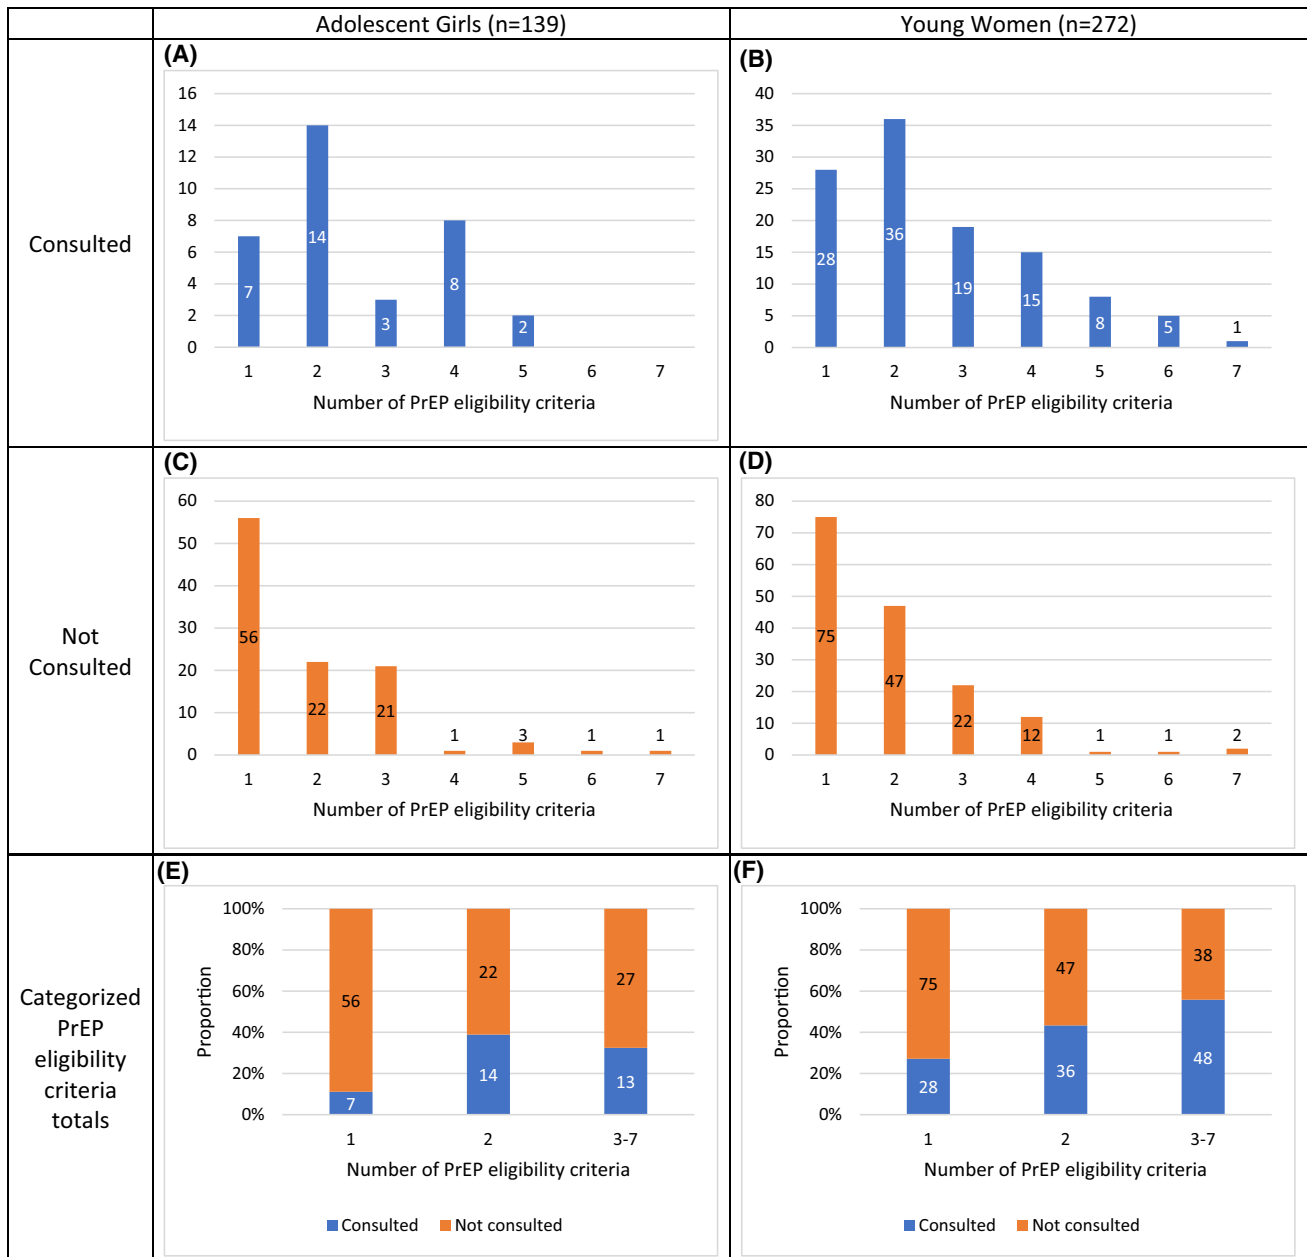 Adolescent Girls (n=139)
Young Women (n=272)
Consulted
(A)
16
14
12
10
8
6
4
2
0
7
14
3
8
2
1 2 3 4 5 6 7
Number of PrEP eligibility criteria
(B)
40
35
30
25
20
15
10
5
0
28
36
19
15
8
5
1
1 2 3 4 5 6 7
Number of PrEP eligibility criteria
Not
Consulted
(C)
60
50
40
30
20
10
0
56
22
21
1
3
1
1
1 2 3 4 5 6 7
Number of PrEP eligibility criteria
(D)
80
70
60
50
40
30
20
10
0
75
47
22
12
1
1
2
1 2 3 4 5 6 7
Number of PrEP eligibility criteria
Categorized
PrEP
eligibility
criteria
totals
(E)
Proportion
100%
80%
60%
40%
20%
0%
56
7
22
14
27
13
1 2 3-7
Number of PrEP eligibility criteria
Consulted Not consulted
(F)
Proportion
100%
80%
60%
40%
20%
0%
75
28
47
36
38
48
1 2 3-7
Number of PrEP eligibility criteria
Consulted Not consulted